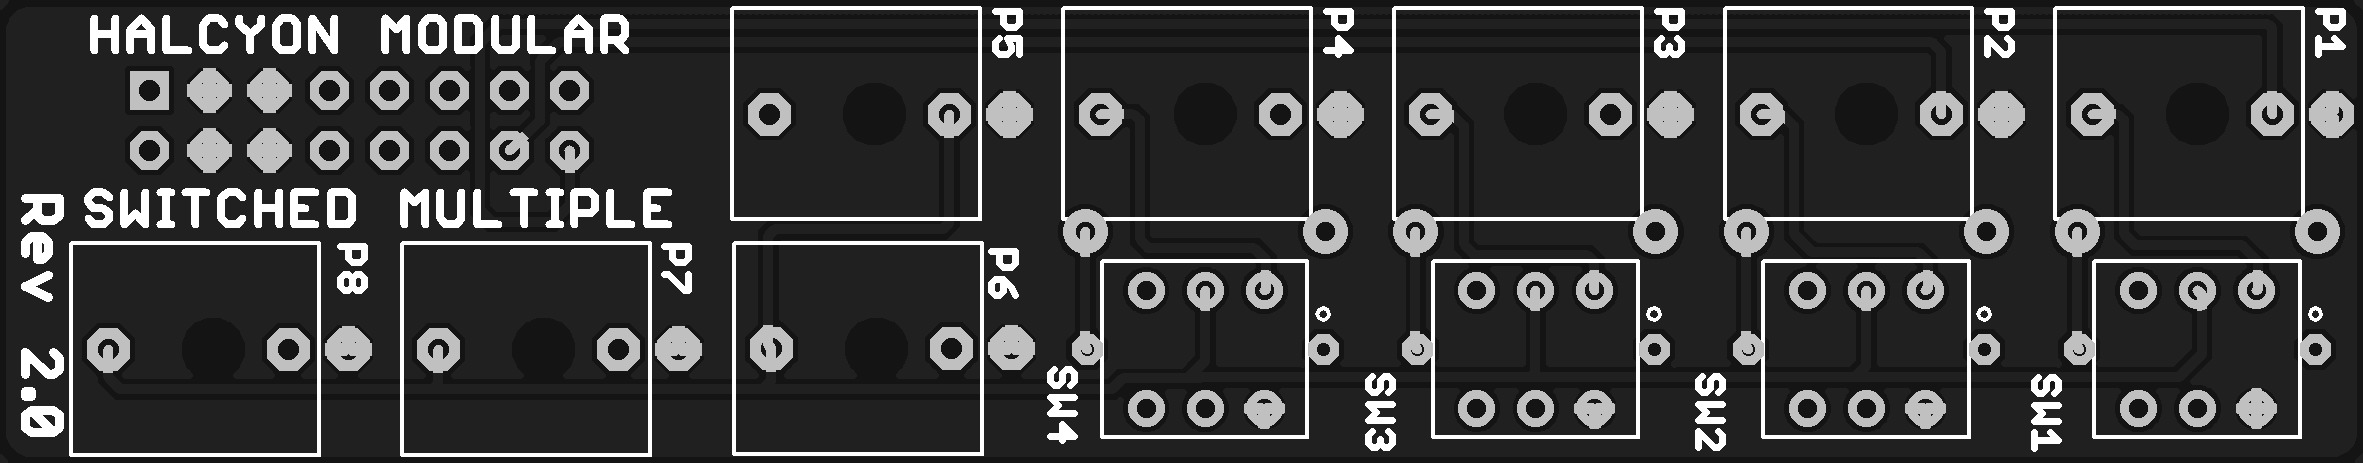 HALCYON MODULAR
SWITCHED MULTIPLE
Rev 2.0
P5
P4
P3
P2
P1
P8
P7
P6
SW4
SW3
SW2
SW1